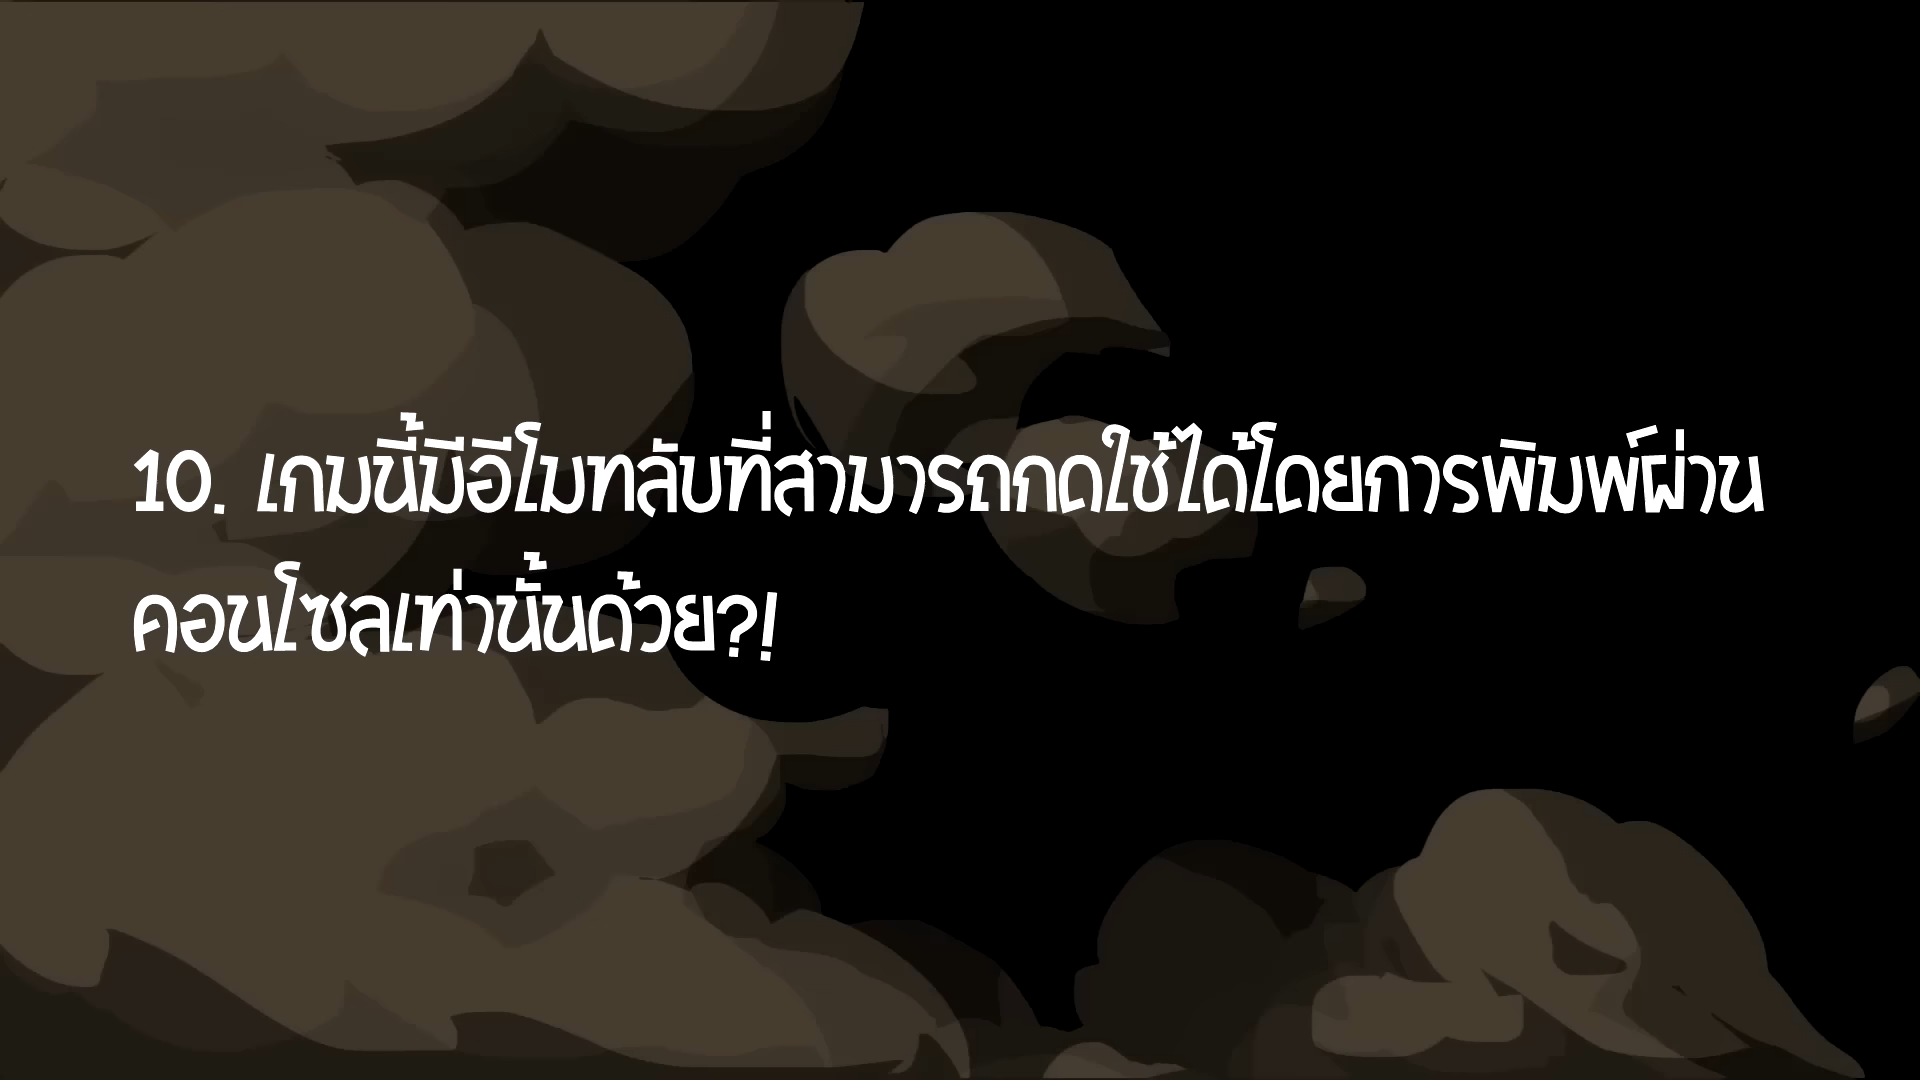 10. เกมนี้มีอีโมทลับที่สามารถกดใช้ได้โดยการพิมพ์ผ่าน
คอนโซลเท่านั้นด้วย?!